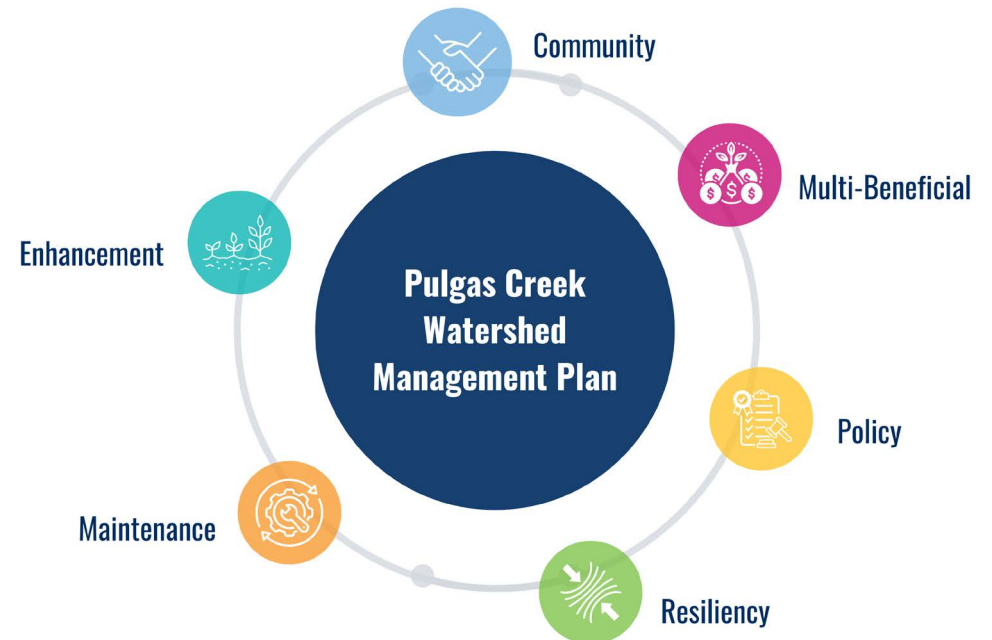 Community
Multi-Beneficial
Enhancement
Pulgas Creek
Watershed
Management Plan
Policy
Maintenance
Resiliency
$ $ $